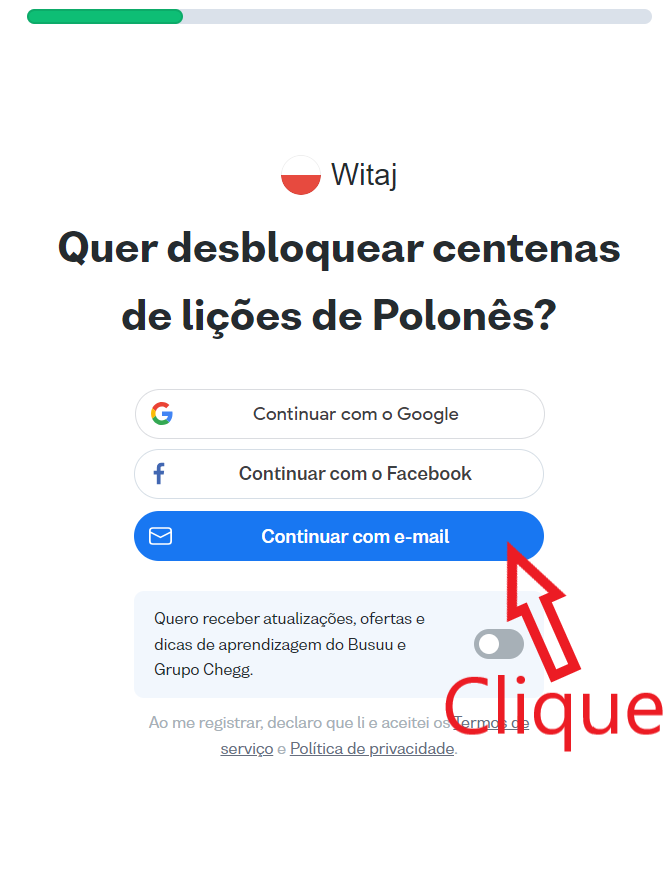 Witaj
Quer desbloquear centenas
de lições de Polonês?
Continuar com o Google
Continuar com o Facebook
Continuar com e-mail
Quero receber atualizações, ofertas e
dicas de aprendizagem do Busuu e
Grupo Chegg.
Clique
Ao me registrar, declaro que li e aceitei os Termos de
serviço e Política de privacidade.